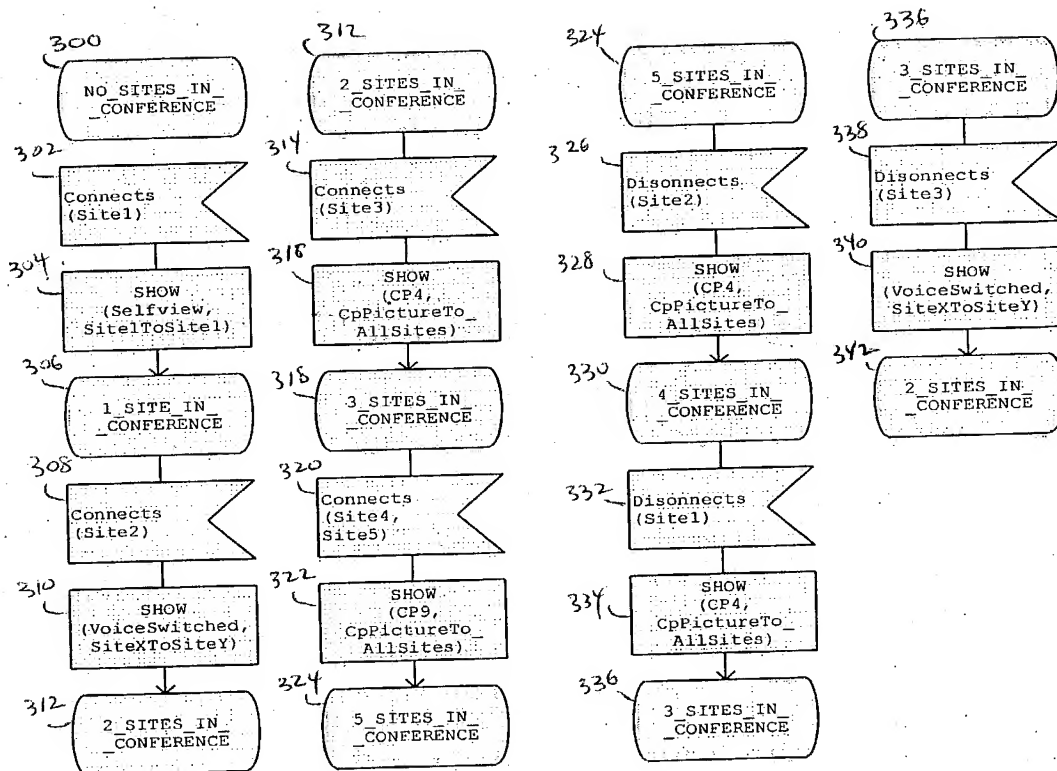 300
NO_SITES_IN_
_CONFERENCE
302
Connects
(Site1)
304
SHOW
(Selfview,
Site1ToSite1)
306
1_SITE_IN_
_CONFERENCE
308
Connects
(Site2)
310
SHOW
(VoiceSwitched,
SiteXToSiteY)
312
2_SITES_IN_
_CONFERENCE
312
2_SITES_IN_
_CONFERENCE
314
Connects
(Site3)
316
SHOW
(CP4,
CpPictureTo_
AllSites)
318
3_SITES_IN_
_CONFERENCE
320
Connects
(Site4,
Site5)
322
SHOW
(CP9,
CpPictureTo_
AllSites)
324
5_SITES_IN_
_CONFERENCE
324
5_SITES_IN_
_CONFERENCE
326
Disonnects
(Site2)
328
SHOW
(CP4,
CpPictureTo_
AllSites)
330
4_SITES_IN_
_CONFERENCE
332
Disonnects
(Site1)
334
SHOW
(CP4,
CpPictureTo_
AllSites)
336
3_SITES_IN_
_CONFERENCE
336
3_SITES_IN_
_CONFERENCE
338
Disonnects
(Site3)
340
SHOW
(VoiceSwitched,
SiteXToSiteY)
342
2_SITES_IN_
_CONFERENCE